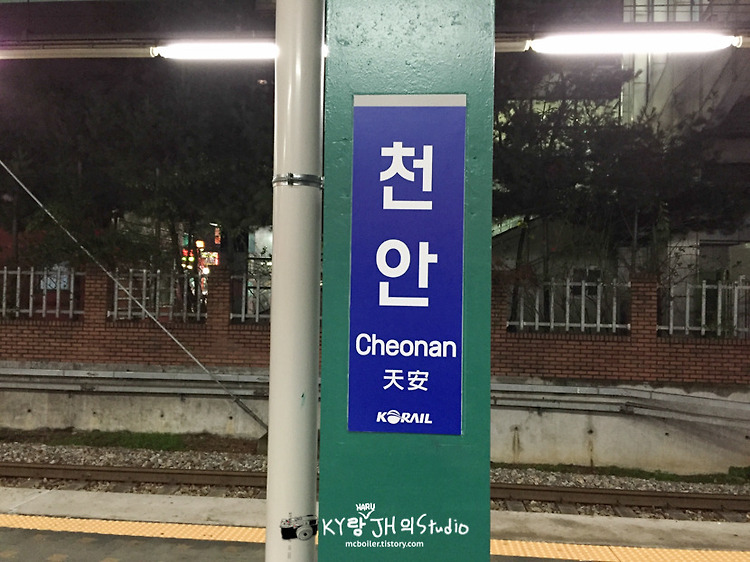 천
안
Cheonan
天安
KORAIL
HARU
KY랑 JH의 Studio
mcboiler.tistory.com